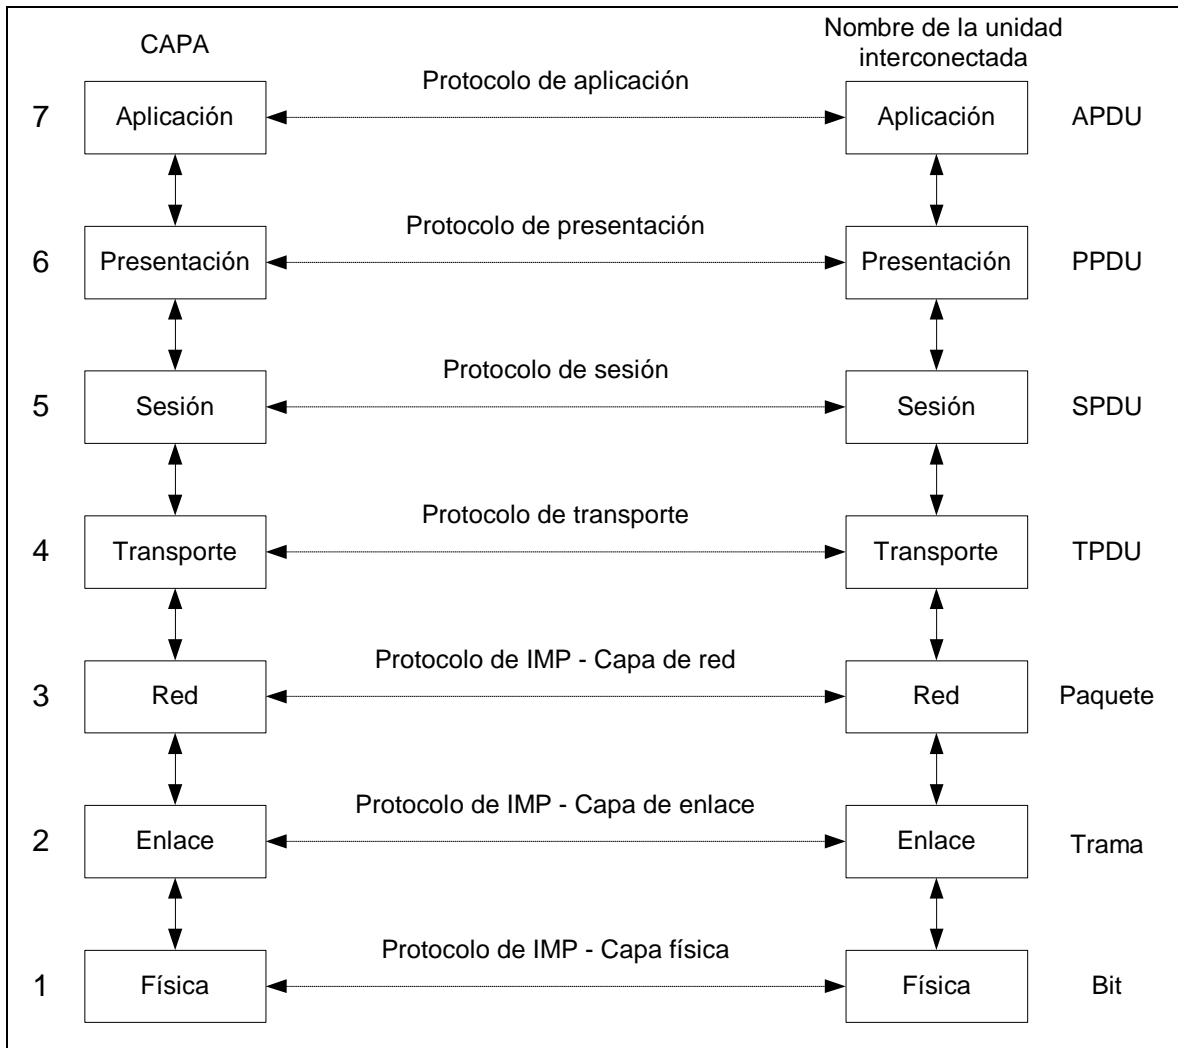 CAPA
Nombre de la unidad
interconectada
Protocolo de aplicación
7
Aplicación
Aplicación
APDU
Protocolo de presentación
6
Presentación
Presentación
PPDU
Protocolo de sesión
5
Sesión
Sesión
SPDU
Protocolo de transporte
4
Transporte
Transporte
TPDU
Protocolo de IMP - Capa de red
3
Red
Red
Paquete
Protocolo de IMP - Capa de enlace
2
Enlace
Enlace
Trama
Protocolo de IMP - Capa física
1
Física
Física
Bit